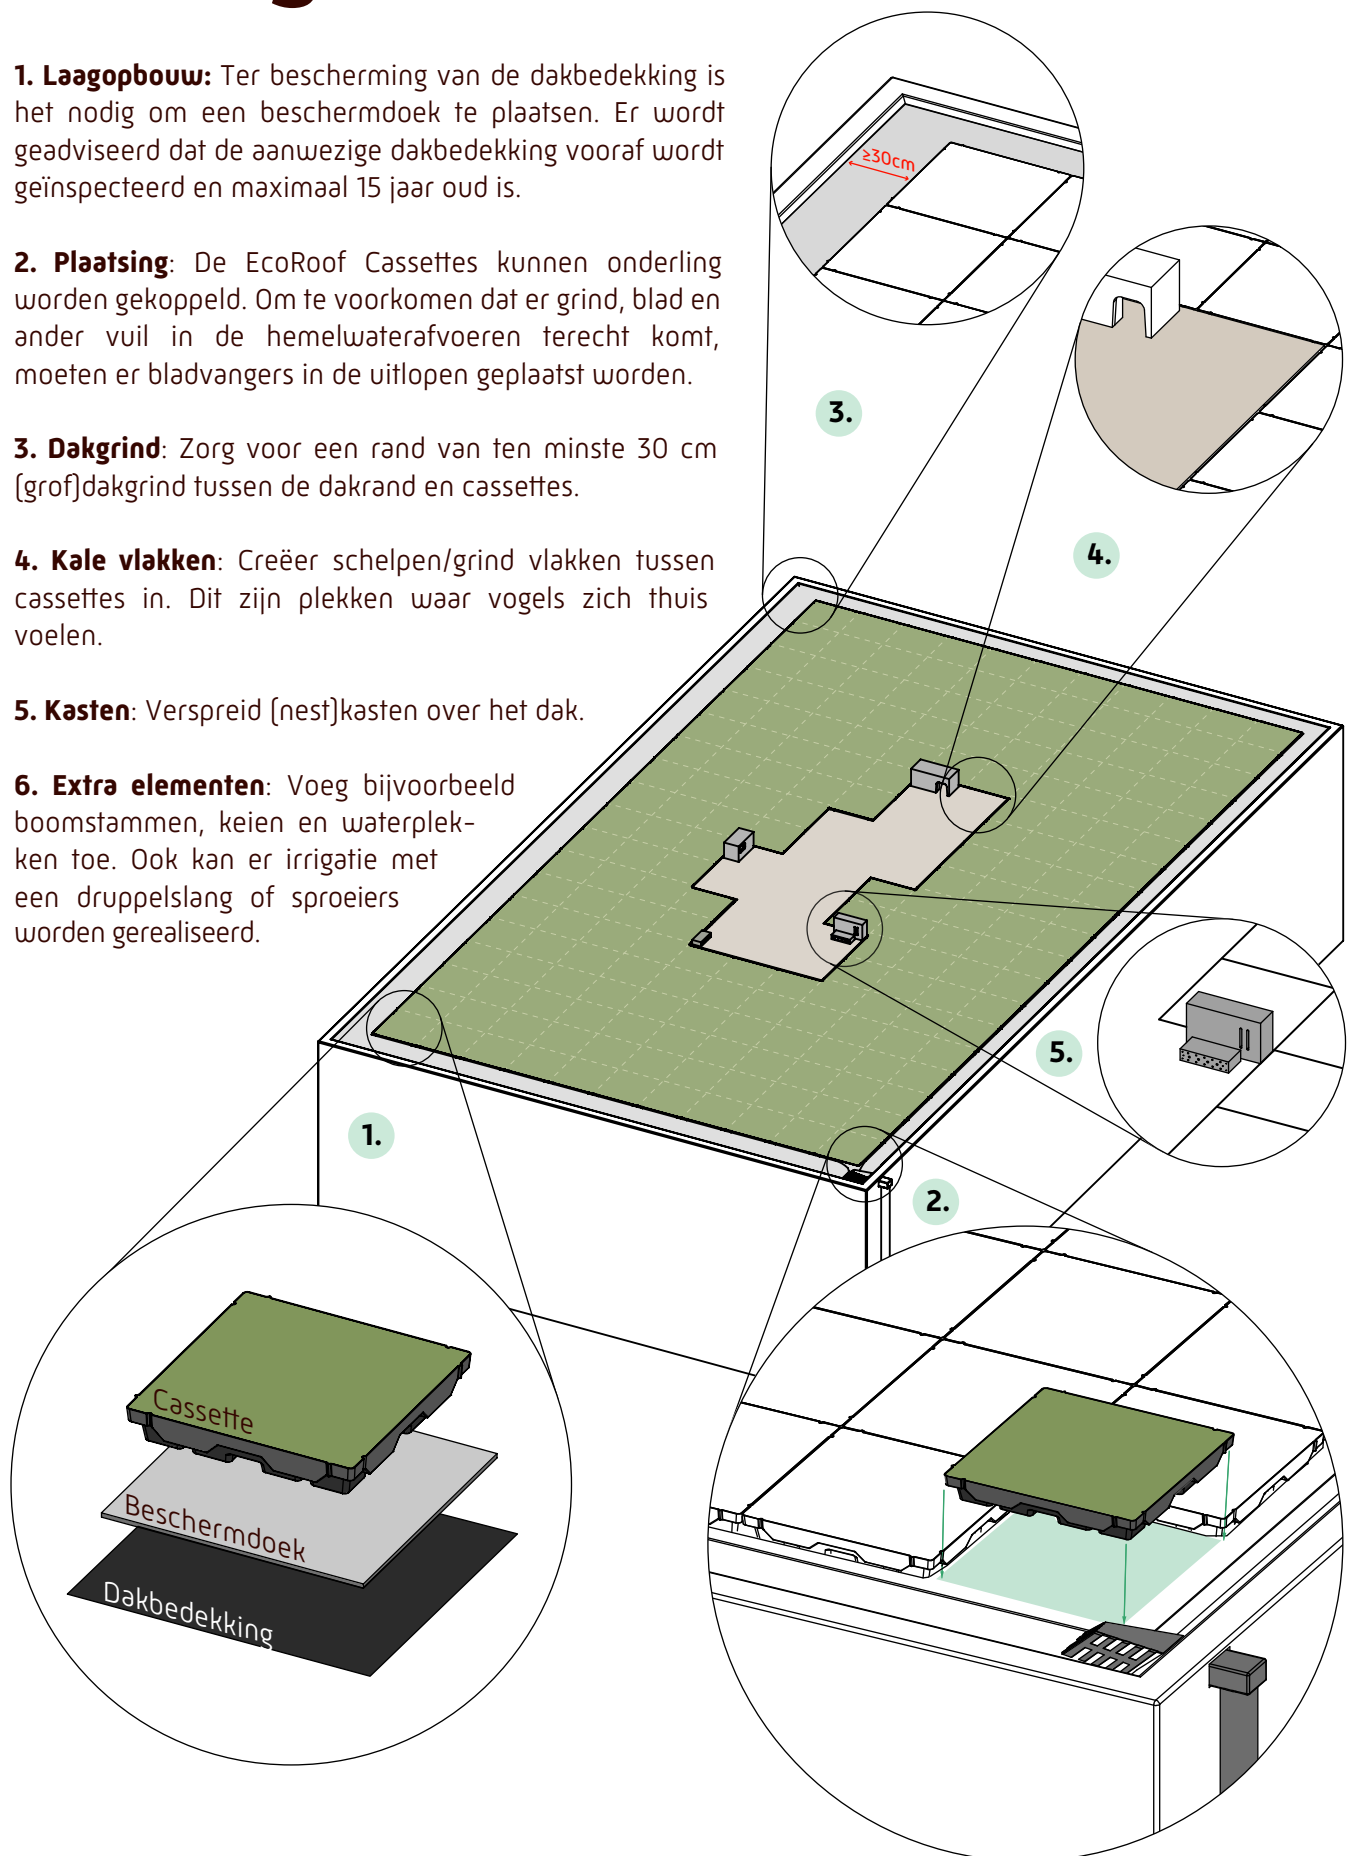 1. Laagopbouw: Ter bescherming van de dakbedekking is
het nodig om een beschermdoek te plaatsen. Er wordt
geadviseerd dat de aanwezige dakbedekking vooraf wordt
geïnspecteerd en maximaal 15 jaar oud is.
2. Plaatsing: De EcoRoof Cassettes kunnen onderling
worden gekoppeld. Om te voorkomen dat er grind, blad en
ander vuil in de hemelwaterafvoeren terecht komt,
moeten er bladvangers in de uitlopen geplaatst worden.
3. Dakgrind: Zorg voor een rand van ten minste 30 cm
(grof)dakgrind tussen de dakrand en cassettes.
4. Kale vlakken: Creëer schelpen/grind vlakken tussen
cassettes in. Dit zijn plekken waar vogels zich thuis
voelen.
5. Kasten: Verspreid (nest)kasten over het dak.
6. Extra elementen: Voeg bijvoorbeeld
boomstammen, keien en waterplek-
ken toe. Ook kan er irrigatie met
een druppelslang of sproeiers
worden gerealiseerd.
≥30cm
3.
4.
5.
1.
2.
Cassette
Beschermdoek
Dakbedekking